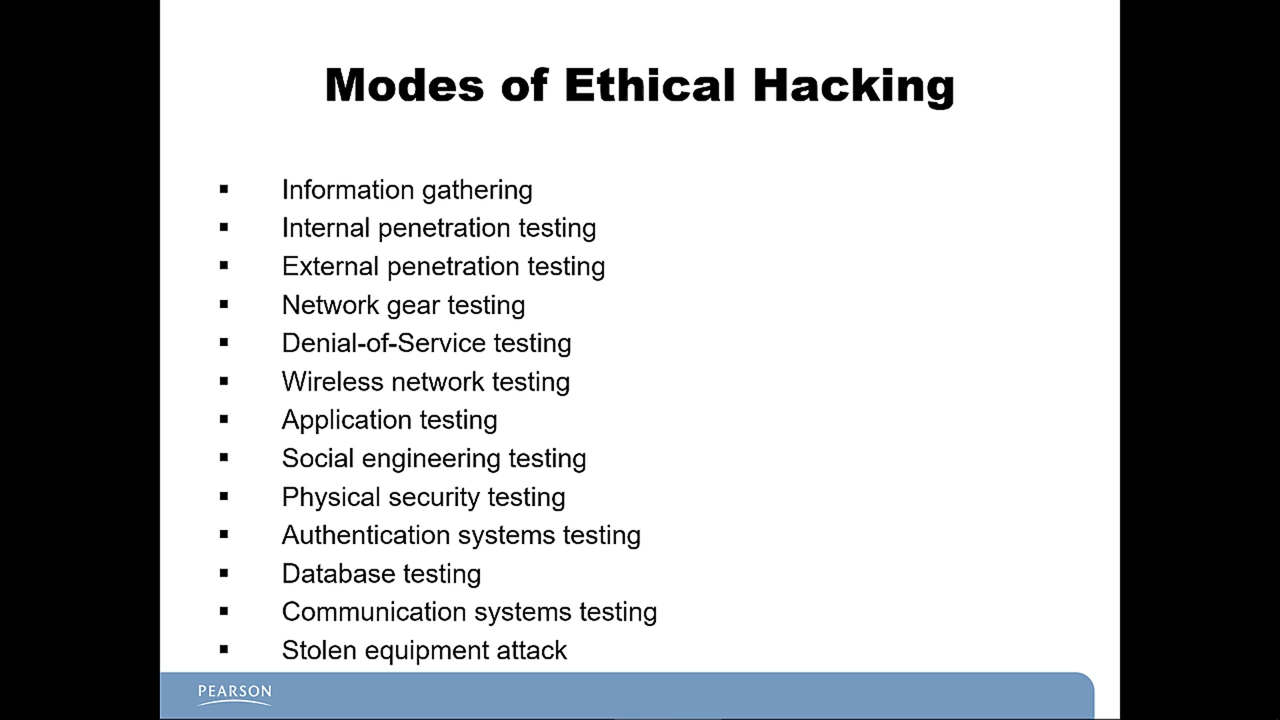 Modes of Ethical Hacking
▪ Information gathering
▪ Internal penetration testing
▪ External penetration testing
▪ Network gear testing
▪ Denial-of-Service testing
▪ Wireless network testing
▪ Application testing
▪ Social engineering testing
▪ Physical security testing
▪ Authentication systems testing
▪ Database testing
▪ Communication systems testing
▪ Stolen equipment attack
PEARSON